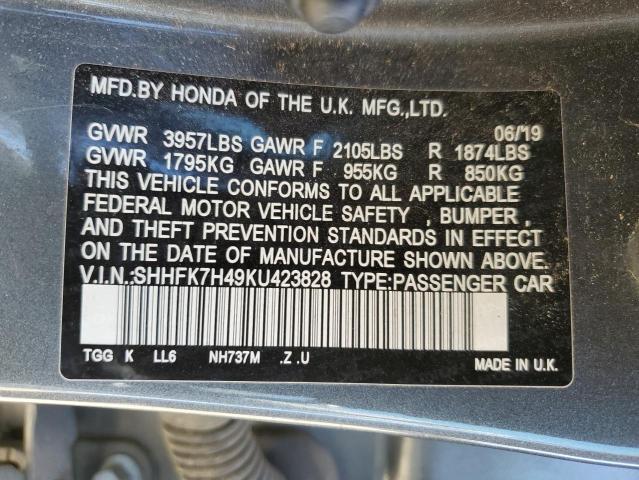 MFD.BY HONDA OF THE U.K. MFG.,LTD.
06/19
GVWR 3957LBS GAWR F 2105LBS R 1874LBS
GVWR 1795KG GAWR F 955KG R 850KG
THIS VEHICLE CONFORMS TO ALL APPLICABLE
FEDERAL MOTOR VEHICLE SAFETY , BUMPER ,
AND THEFT PREVENTION STANDARDS IN EFFECT
ON THE DATE OF MANUFACTURE SHOWN ABOVE.
V.I.N.:SHHFK7H49KU423828 TYPE:PASSENGER CAR
TGG K LL6 NH737M .Z .U
MADE IN U.K.